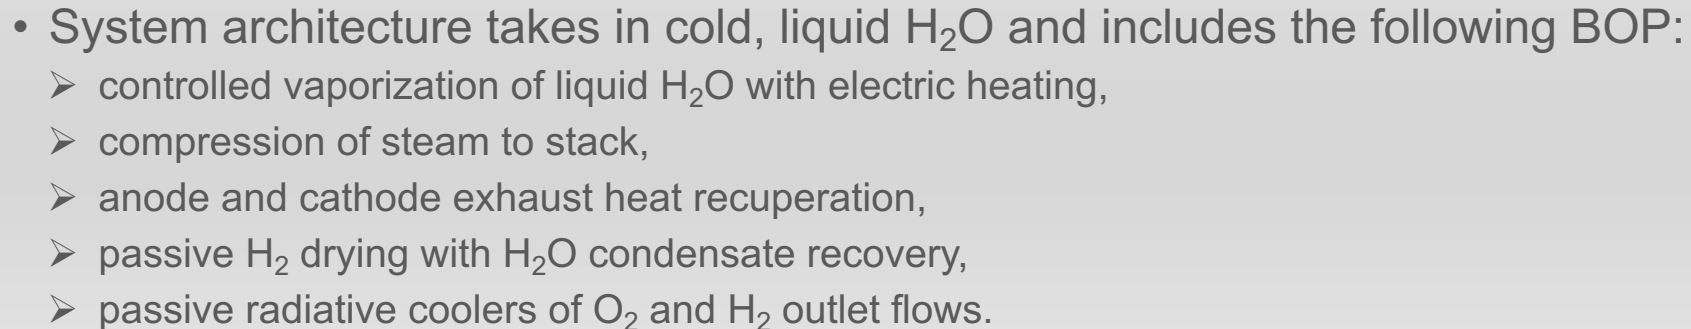 • System architecture takes in cold, liquid H₂O and includes the following BOP:
➢ controlled vaporization of liquid H₂O with electric heating,
➢ compression of steam to stack,
➢ anode and cathode exhaust heat recuperation,
➢ passive H₂ drying with H₂O condensate recovery,
➢ passive radiative coolers of O₂ and H₂ outlet flows.